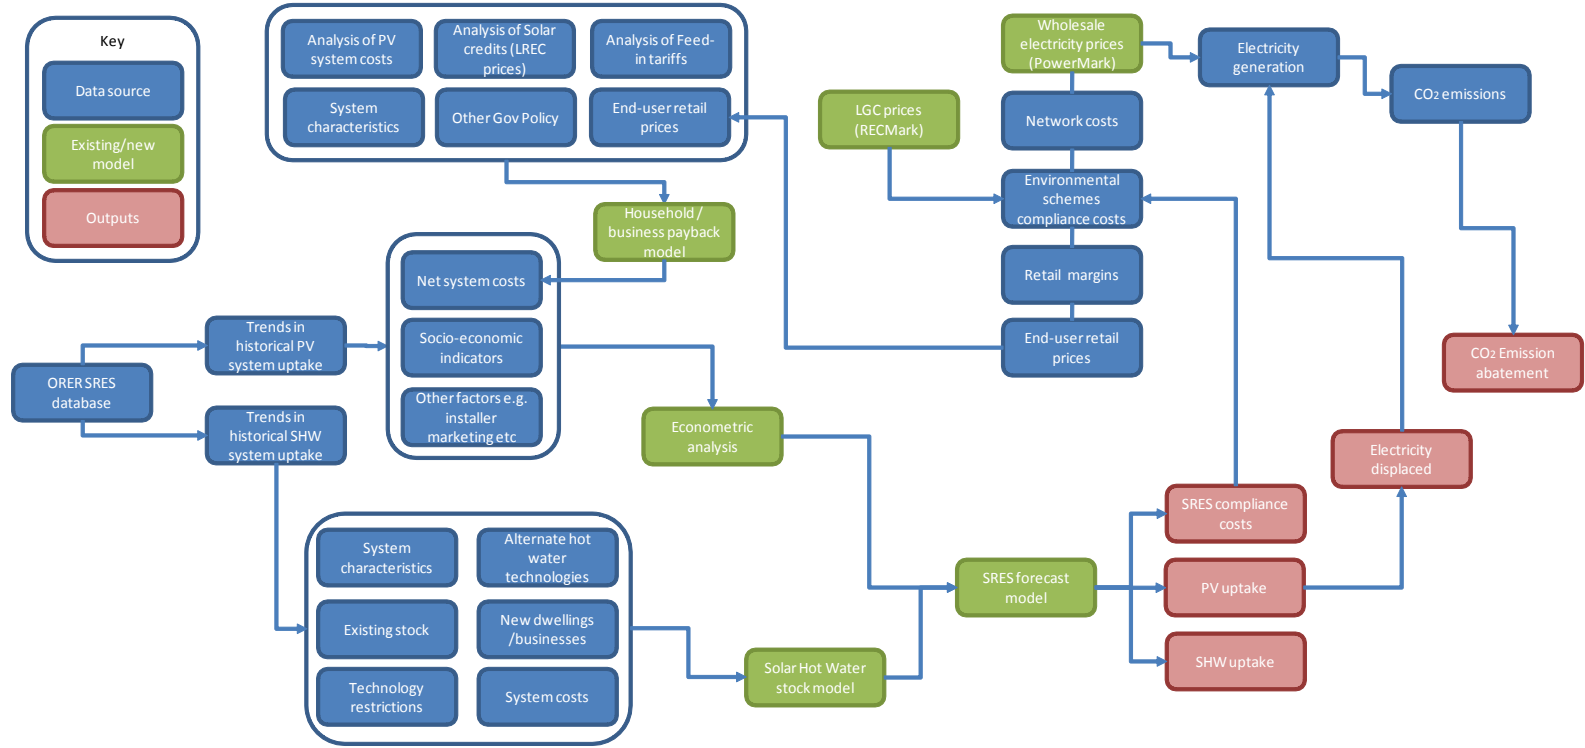 Key
Data source
Existing/new
model
Outputs
Analysis of PV
system costs
Analysis of Solar
credits (LREC
prices)
Analysis of Feed-
in tariffs
System
characteristics
Other Gov Policy
End-user retail
prices
Household /
business payback
model
Net system costs
Socio-economic
indicators
Other factors e.g.
installer
marketing etc
ORER SRES
database
Trends in
historical PV
system uptake
Trends in
historical SHW
system uptake
Econometric
analysis
System
characteristics
Alternate hot
water
technologies
Existing stock
New dwellings
/businesses
Technology
restrictions
System costs
Solar Hot Water
stock model
SRES forecast
model
LGC prices
(RECMark)
Wholesale
electricity prices
(PowerMark)
Network costs
Environmental
schemes
compliance costs
Retail margins
End-user retail
prices
Electricity
generation
CO2 emissions
CO2 Emission
abatement
Electricity
displaced
SRES compliance
costs
PV uptake
SHW uptake